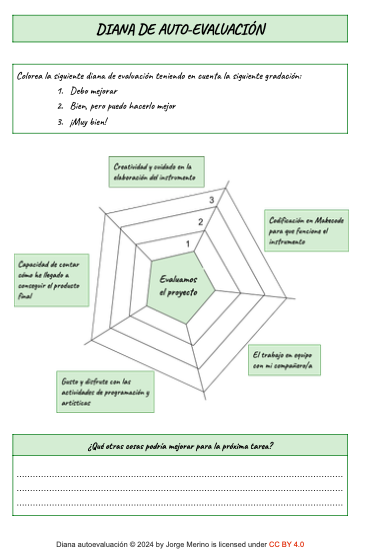 DIANA DE AUTO-EVALUACIÓN
Colorea la siguiente diana de evaluación teniendo en cuenta la siguiente gradación:
1. Debo mejorar
2. Bien, pero puedo hacerlo mejor
3. ¡Muy bien!
Creatividad y cuidado en la
elaboración del instrumento
3
2
1
Codificación en Makecode
para que funcione el
instrumento
Capacidad de contar
cómo he llegado a
conseguir el producto
final
Evaluamos
el proyecto
El trabajo en equipo
con mi compañero/a
Gusto y disfrute con las
actividades de programación y
artísticas
¿Qué otras cosas podría mejorar para la próxima tarea?
Diana autoevaluación © 2024 by Jorge Merino is licensed under CC BY 4.0